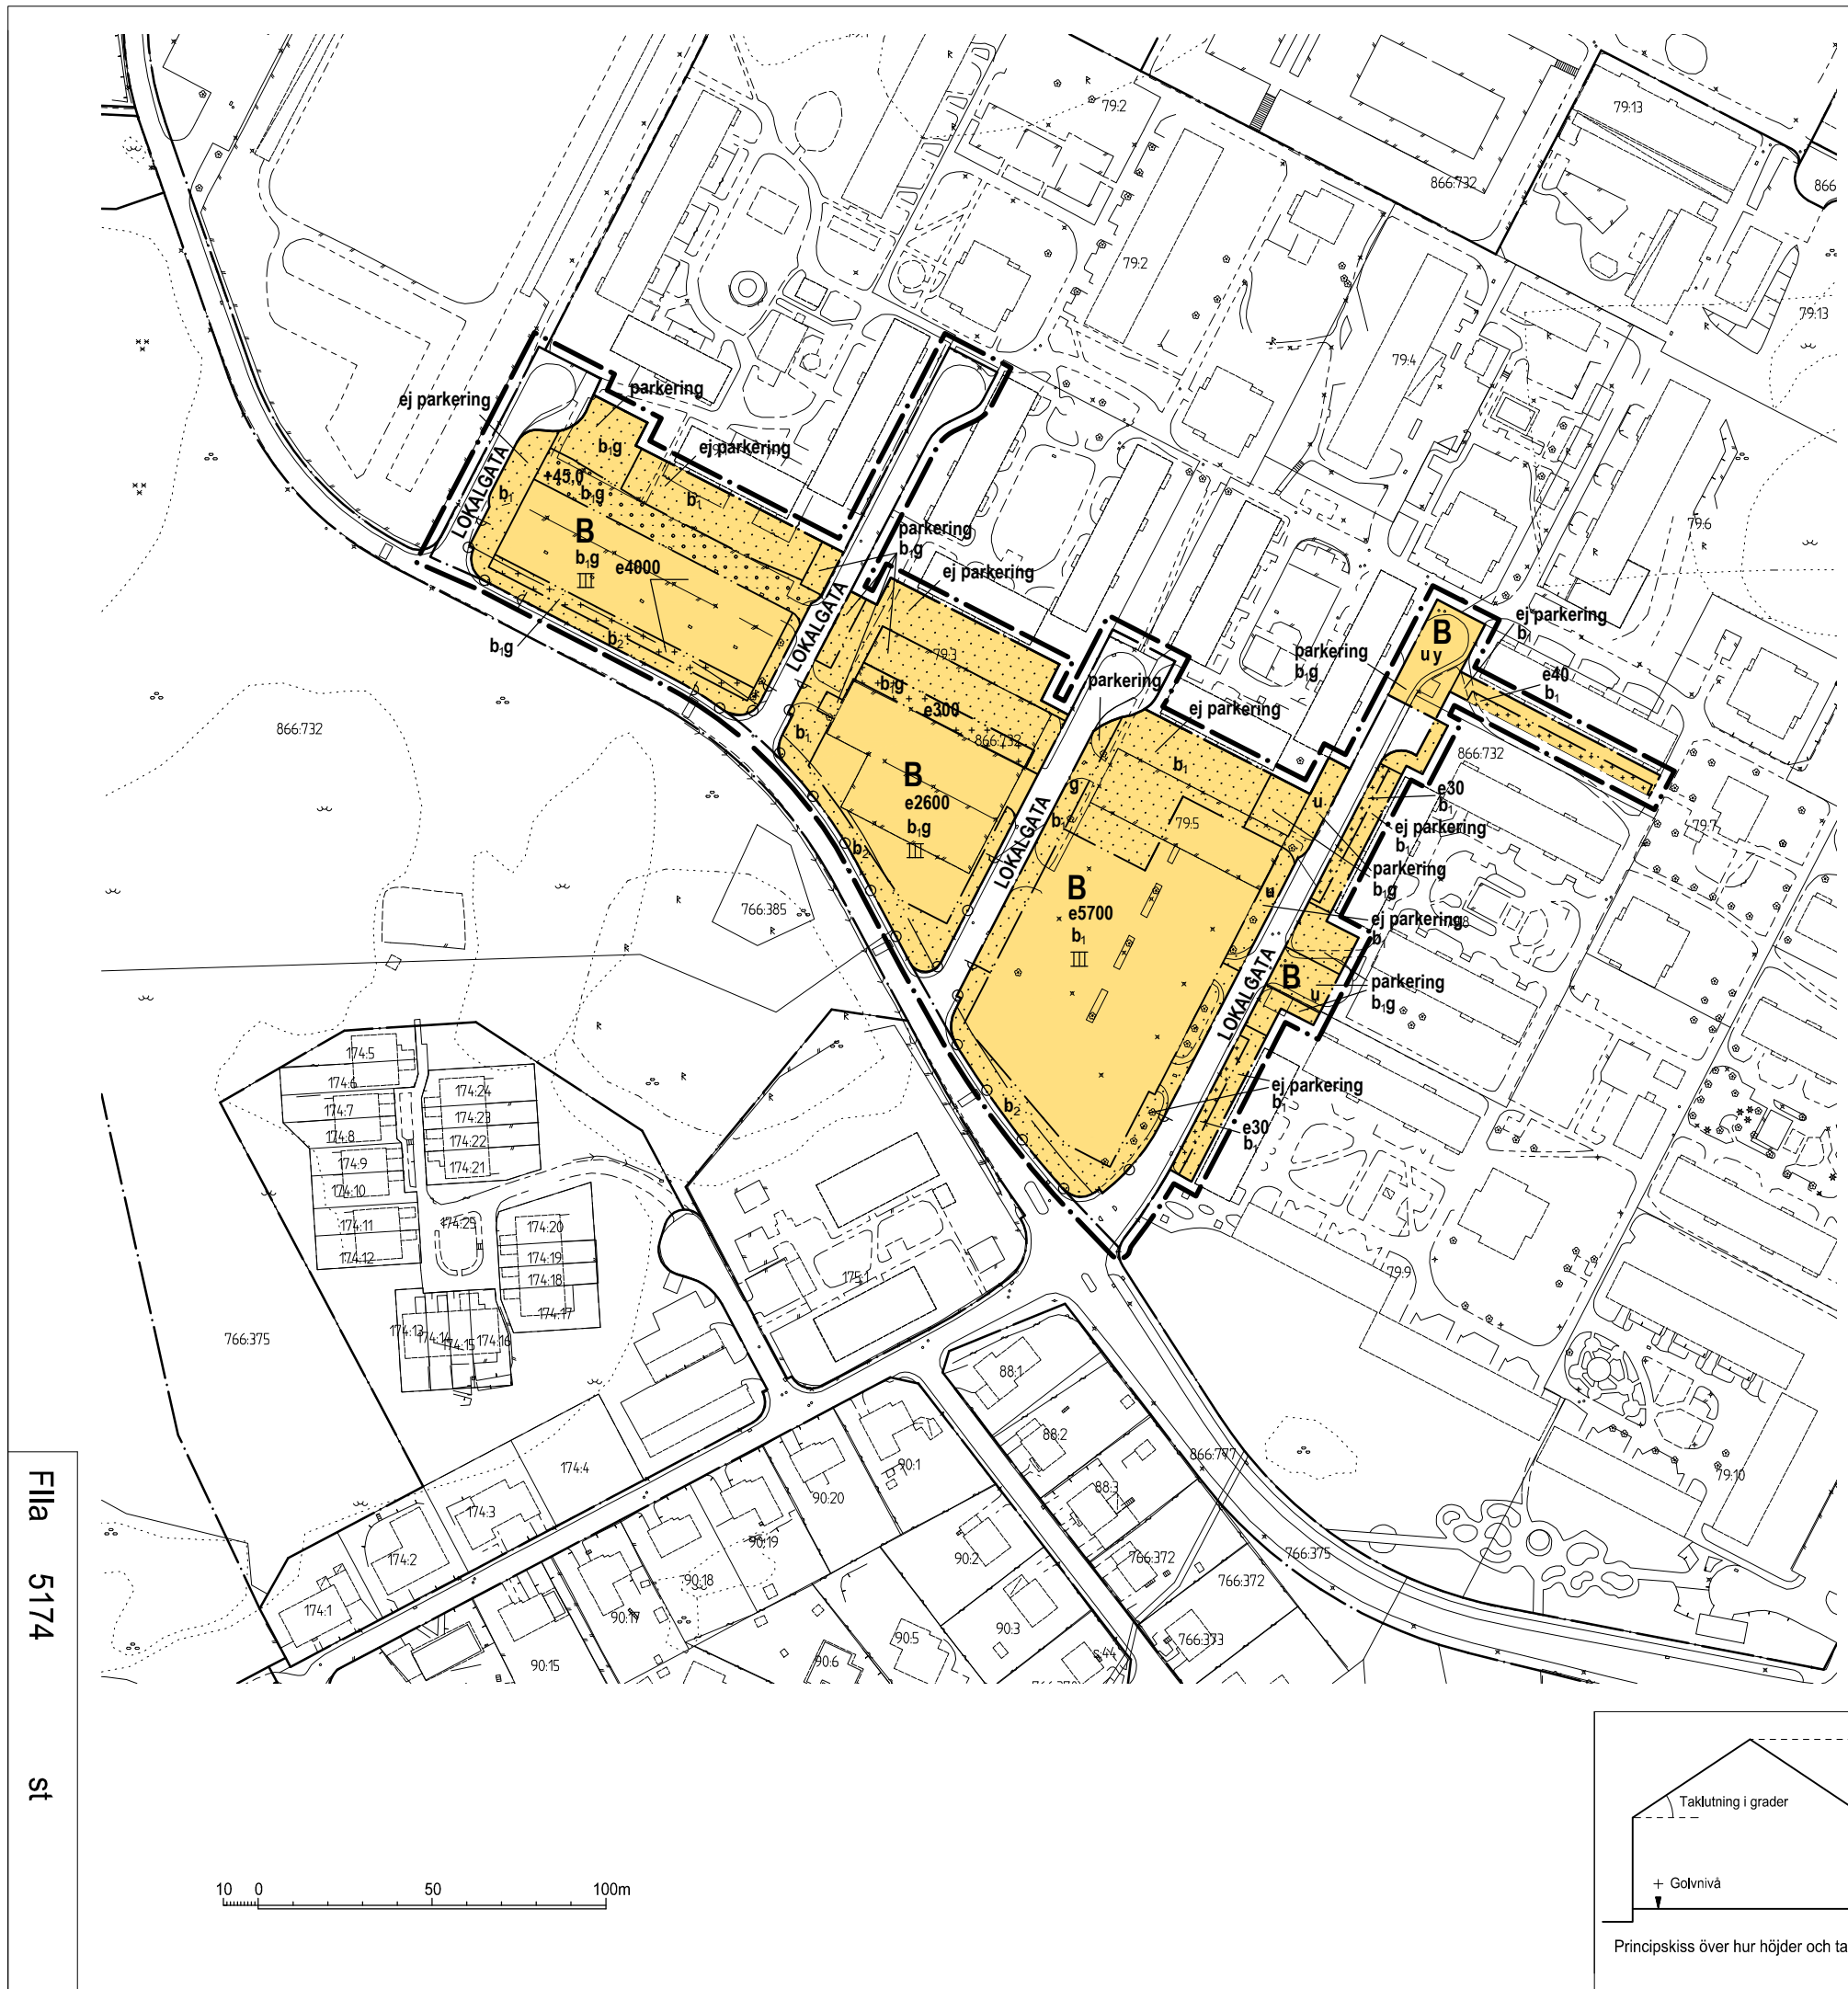 79:2
79:13
866:732
866
79:2
79:13
79:4
ej parkering
parkering
b₁g
ej parkering
+45,0
b₁g
b₁
b₁
LOKALGATA
B
b₁g
III
e4000
parkering
b₁g
ej parkering
79:6
b₁g
b₂
LOKALGATA
79:3
b₁g
e300
866:732
parkering
ej parkering
parkering
b₁g
B
u y
ej parkering
b₁
e40
b₁
866:732
866:732
b₁
B
e2600
b₁g
III
b₂
LOKALGATA
g
b₁
b₁
79:5
u
e30
b₁
ej parkering
b₁
79:7
parkering
b₁g
B
e5700
b₁
III
u
ej parkering
b₁
766:385
LOKALGATA
B
u
parkering
b₁g
ej parkering
b₁
e30
b₁
b₂
174:5
174:6
174:7
174:8
174:9
174:10
174:11
174:12
174:24
174:23
174:22
174:21
174:25
174:20
174:19
174:18
174:17
174:13
174:14
174:15
174:16
175:1
79:9
766:375
88:1
88:2
88:3
866:777
79:10
174:4
174:3
174:2
174:1
90:1
90:20
90:19
90:18
90:17
90:15
90:2
90:3
90:5
90:6
766:372
766:372
766:373
766:375
s:44
FIIa 5174 st
10 0 50 100m
Taklutning i grader
+ Golvnivå
Principskiss över hur höjder och ta